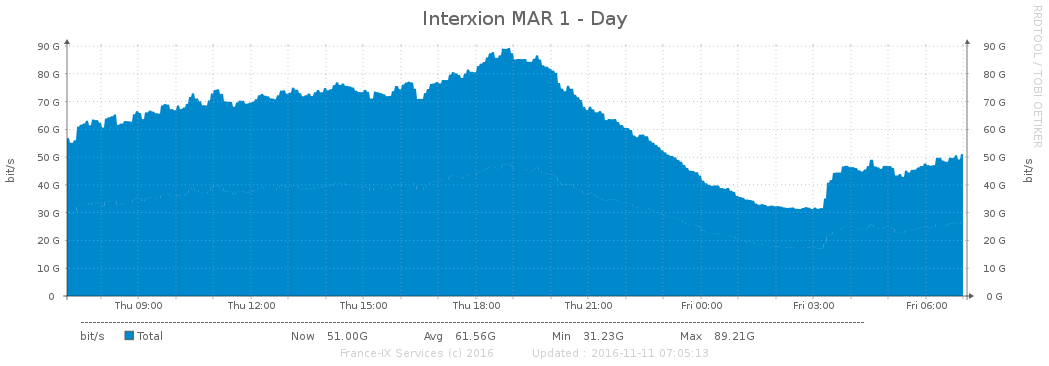 Interxion MAR 1 - Day
RRDTOOL / TOBI OETIKER
90 G 90 G
80 G 80 G
70 G 70 G
60 G 60 G
50 G 50 G
40 G 40 G
30 G 30 G
20 G 20 G
10 G 10 G
0 0 G
bit/s bit/s
Thu 09:00 Thu 12:00 Thu 15:00 Thu 18:00 Thu 21:00 Fri 00:00 Fri 03:00 Fri 06:00
bit/s Total Now 51.00G Avg 61.56G Min 31.23G Max 89.21G
France-IX Services (c) 2016 Updated : 2016-11-11 07:05:13